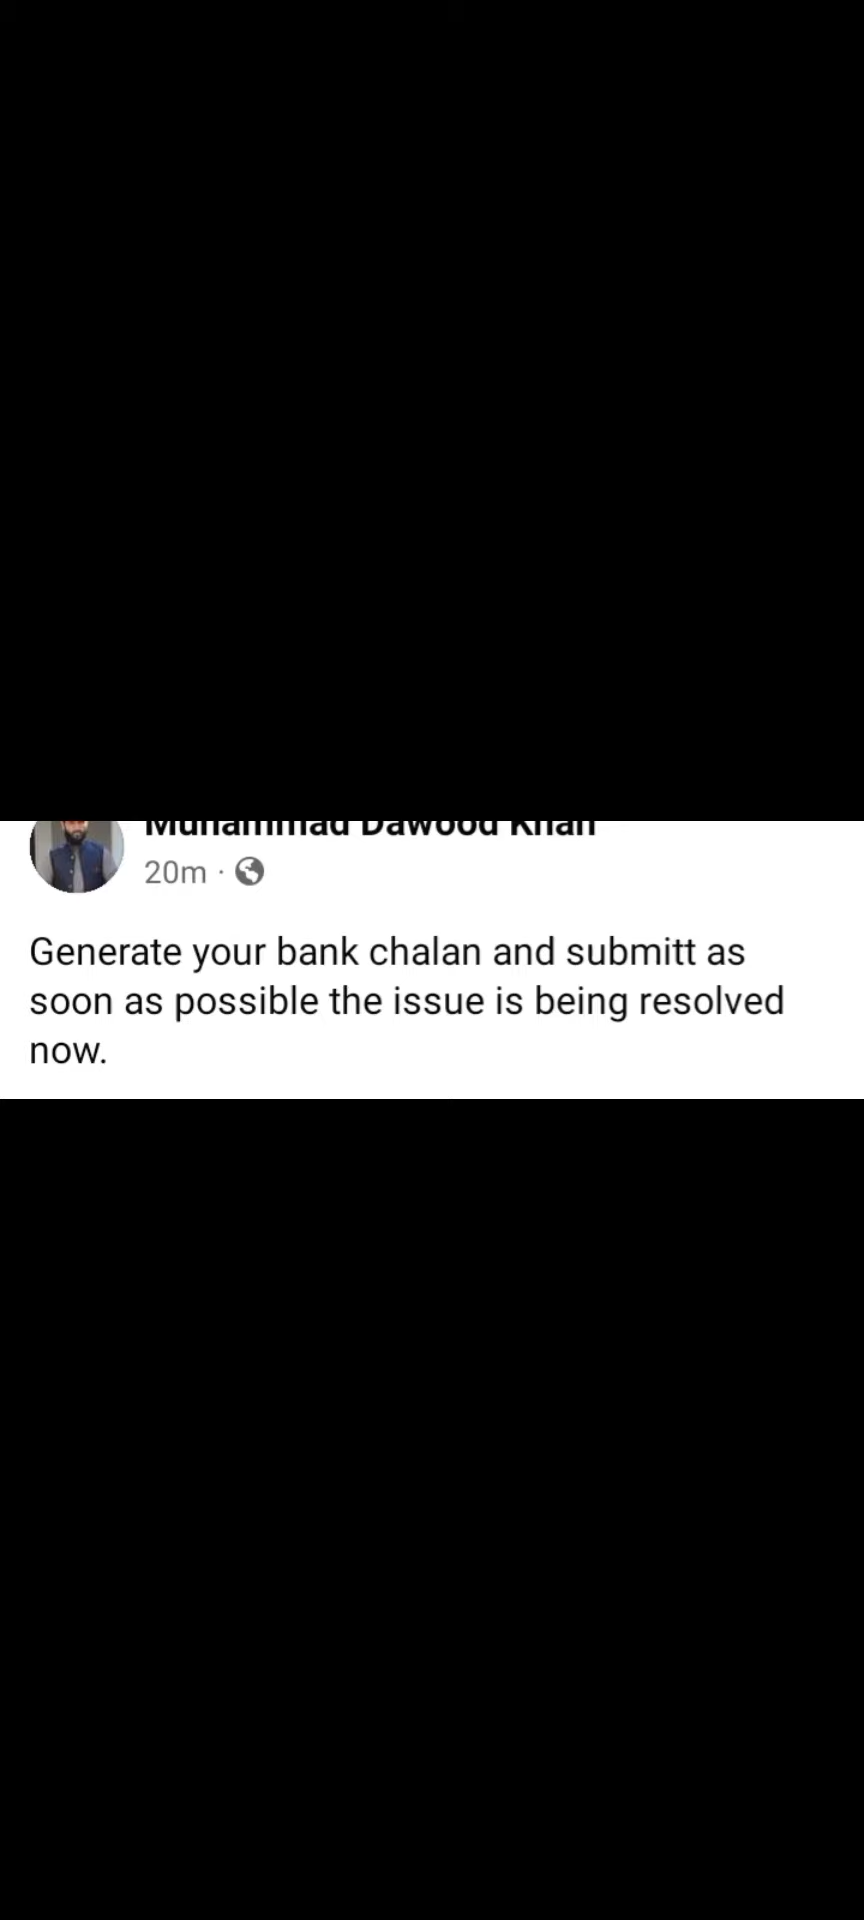 Muhammad Dawood Khan
20m ·
Generate your bank chalan and submitt as
soon as possible the issue is being resolved
now.